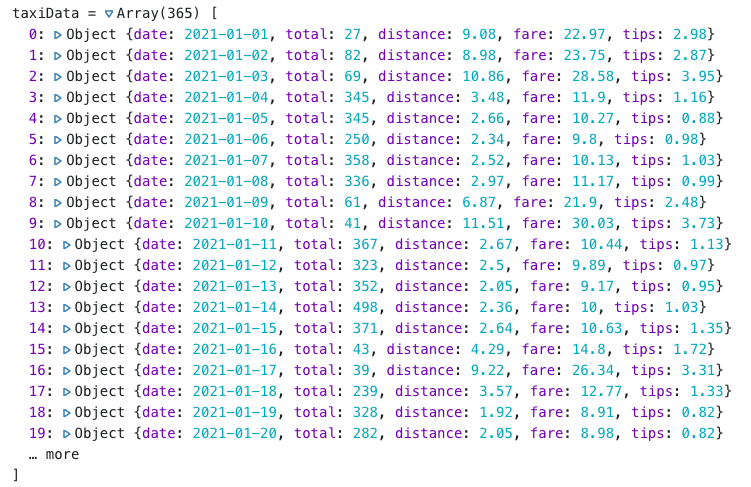 taxiData = ▿Array(365) [
0: ▹Object {date: 2021-01-01, total: 27, distance: 9.08, fare: 22.97, tips: 2.98}
1: ▹Object {date: 2021-01-02, total: 82, distance: 8.98, fare: 23.75, tips: 2.87}
2: ▹Object {date: 2021-01-03, total: 69, distance: 10.86, fare: 28.58, tips: 3.95}
3: ▹Object {date: 2021-01-04, total: 345, distance: 3.48, fare: 11.9, tips: 1.16}
4: ▹Object {date: 2021-01-05, total: 345, distance: 2.66, fare: 10.27, tips: 0.88}
5: ▹Object {date: 2021-01-06, total: 250, distance: 2.34, fare: 9.8, tips: 0.98}
6: ▹Object {date: 2021-01-07, total: 358, distance: 2.52, fare: 10.13, tips: 1.03}
7: ▹Object {date: 2021-01-08, total: 336, distance: 2.97, fare: 11.17, tips: 0.99}
8: ▹Object {date: 2021-01-09, total: 61, distance: 6.87, fare: 21.9, tips: 2.48}
9: ▹Object {date: 2021-01-10, total: 41, distance: 11.51, fare: 30.03, tips: 3.73}
10: ▹Object {date: 2021-01-11, total: 367, distance: 2.67, fare: 10.44, tips: 1.13}
11: ▹Object {date: 2021-01-12, total: 323, distance: 2.5, fare: 9.89, tips: 0.97}
12: ▹Object {date: 2021-01-13, total: 352, distance: 2.05, fare: 9.17, tips: 0.95}
13: ▹Object {date: 2021-01-14, total: 498, distance: 2.36, fare: 10, tips: 1.03}
14: ▹Object {date: 2021-01-15, total: 371, distance: 2.64, fare: 10.63, tips: 1.35}
15: ▹Object {date: 2021-01-16, total: 43, distance: 4.29, fare: 14.8, tips: 1.72}
16: ▹Object {date: 2021-01-17, total: 39, distance: 9.22, fare: 26.34, tips: 3.31}
17: ▹Object {date: 2021-01-18, total: 239, distance: 3.57, fare: 12.77, tips: 1.33}
18: ▹Object {date: 2021-01-19, total: 328, distance: 1.92, fare: 8.91, tips: 0.82}
19: ▹Object {date: 2021-01-20, total: 282, distance: 2.05, fare: 8.98, tips: 0.82}
… more
]